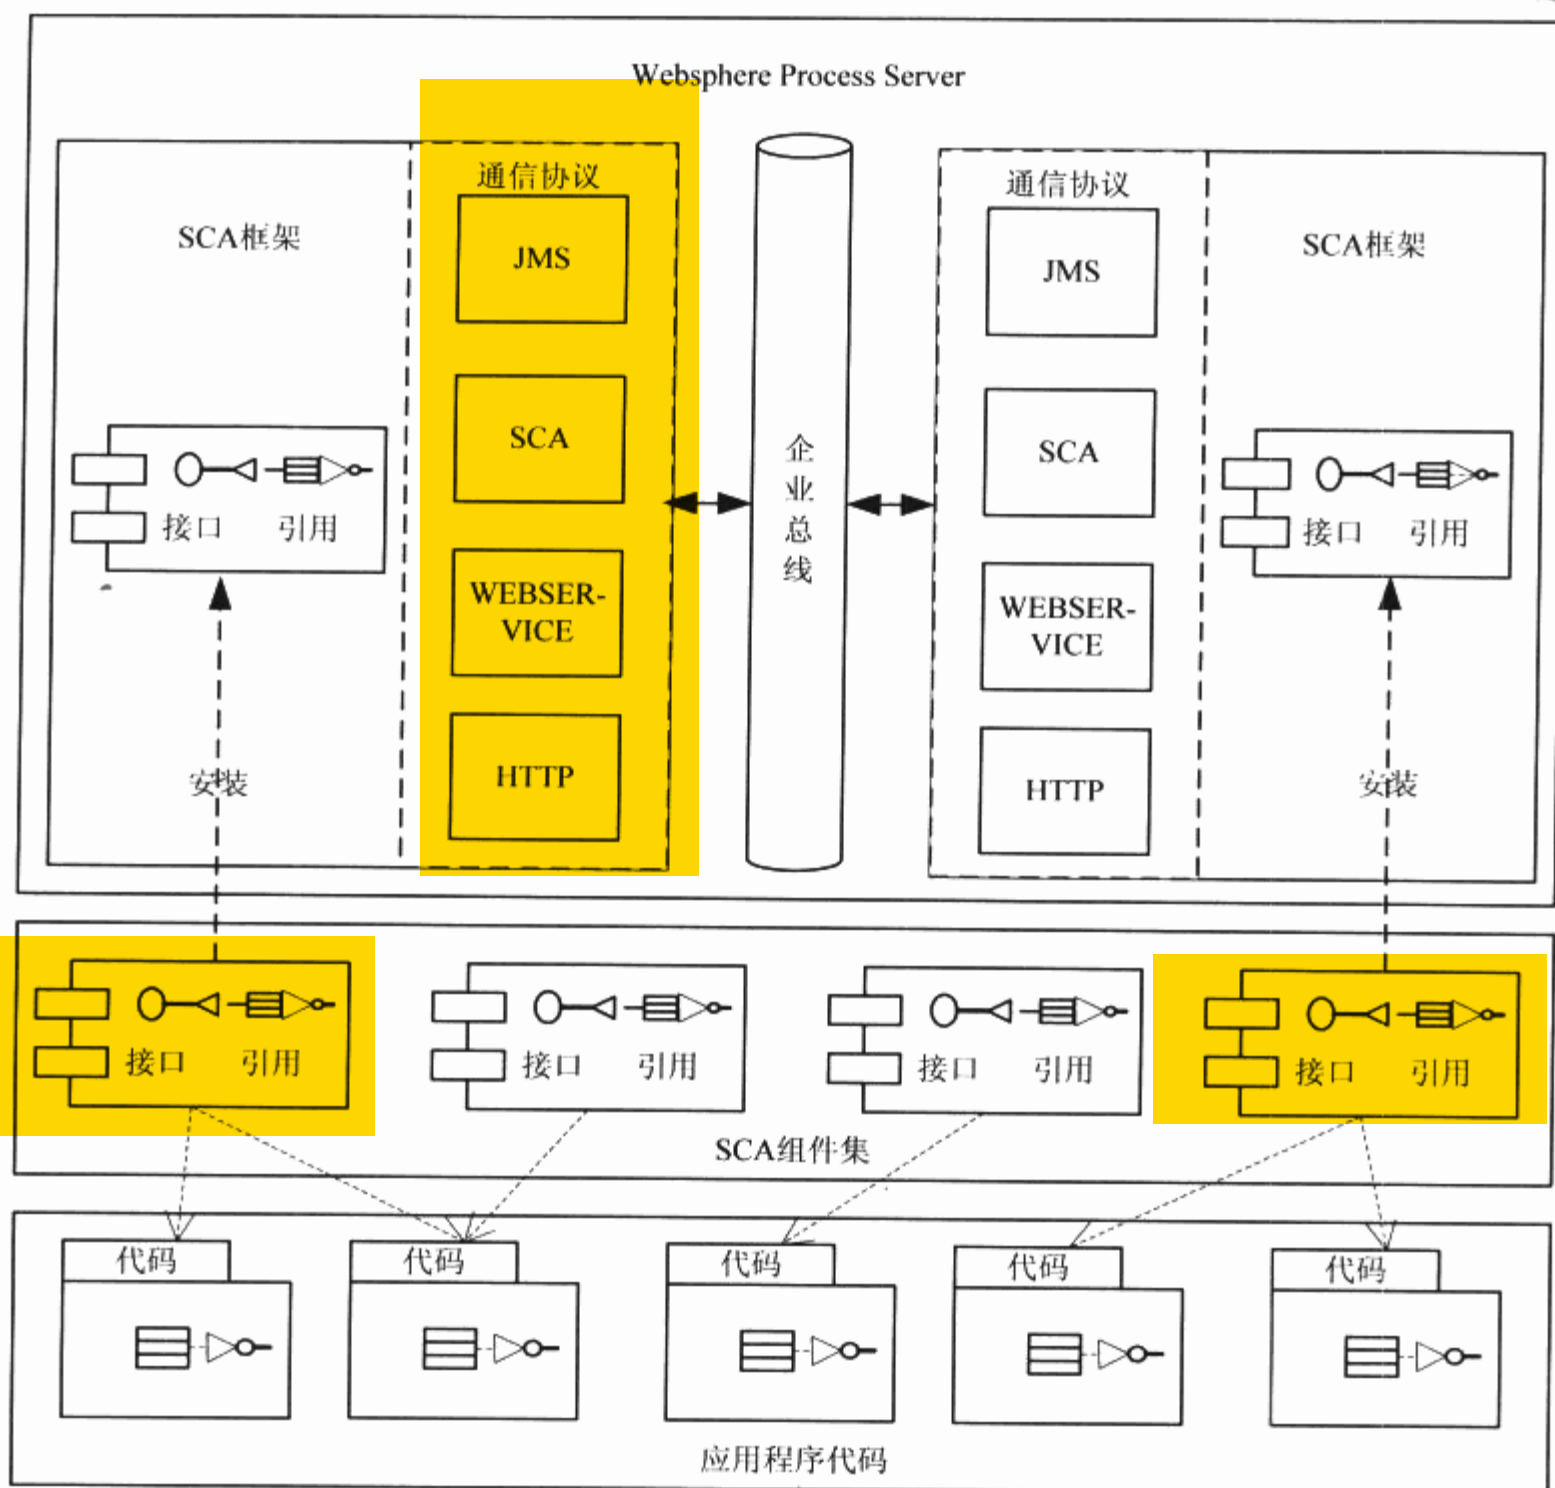 Websphere Process Server
SCA框架
通信协议
JMS
SCA
WEBSER-
VICE
HTTP
接口 引用
安装
企
业
总
线
通信协议
JMS
SCA
WEBSER-
VICE
HTTP
SCA框架
接口 引用
安装
接口 引用
接口 引用
接口 引用
接口 引用
SCA组件集
代码
代码
代码
代码
代码
应用程序代码